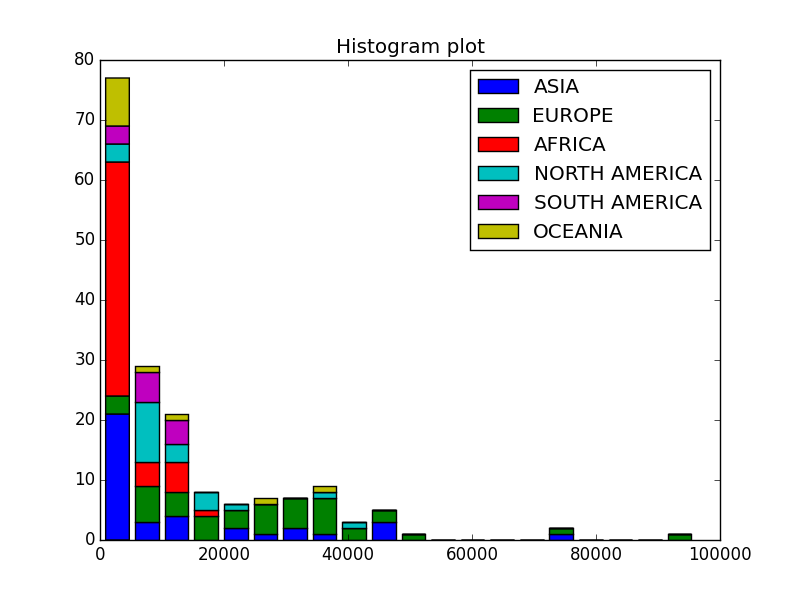 Histogram plot
80
70
60
50
40
30
20
10
0
ASIA
EUROPE
AFRICA
NORTH AMERICA
SOUTH AMERICA
OCEANIA
0 20000 40000 60000 80000 100000